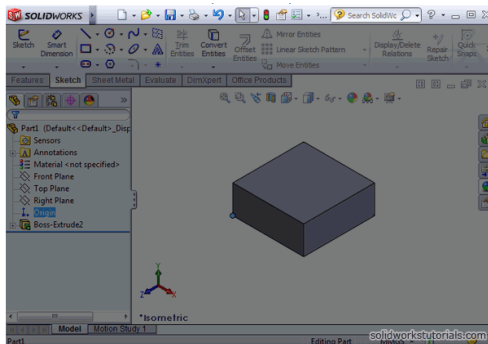 SOLIDWORKS
Search SolidWc
Sketch
Smart Dimension
Trim Entities
Convert Entities
Offset Entities
Mirror Entities
Linear Sketch Pattern
Move Entities
Display/Delete Relations
Repair Sketch
Quick Snaps
Features Sketch Sheet Metal Evaluate DimXpert Office Products
Part1 (Default<<Default>_Disp
Sensors
Annotations
Material <not specified>
Front Plane
Top Plane
Right Plane
Origin
Boss-Extrude2
Y
Z
X
*Isometric
Model Motion Study 1
solidworkstutorials.com
Part1 Editing Part